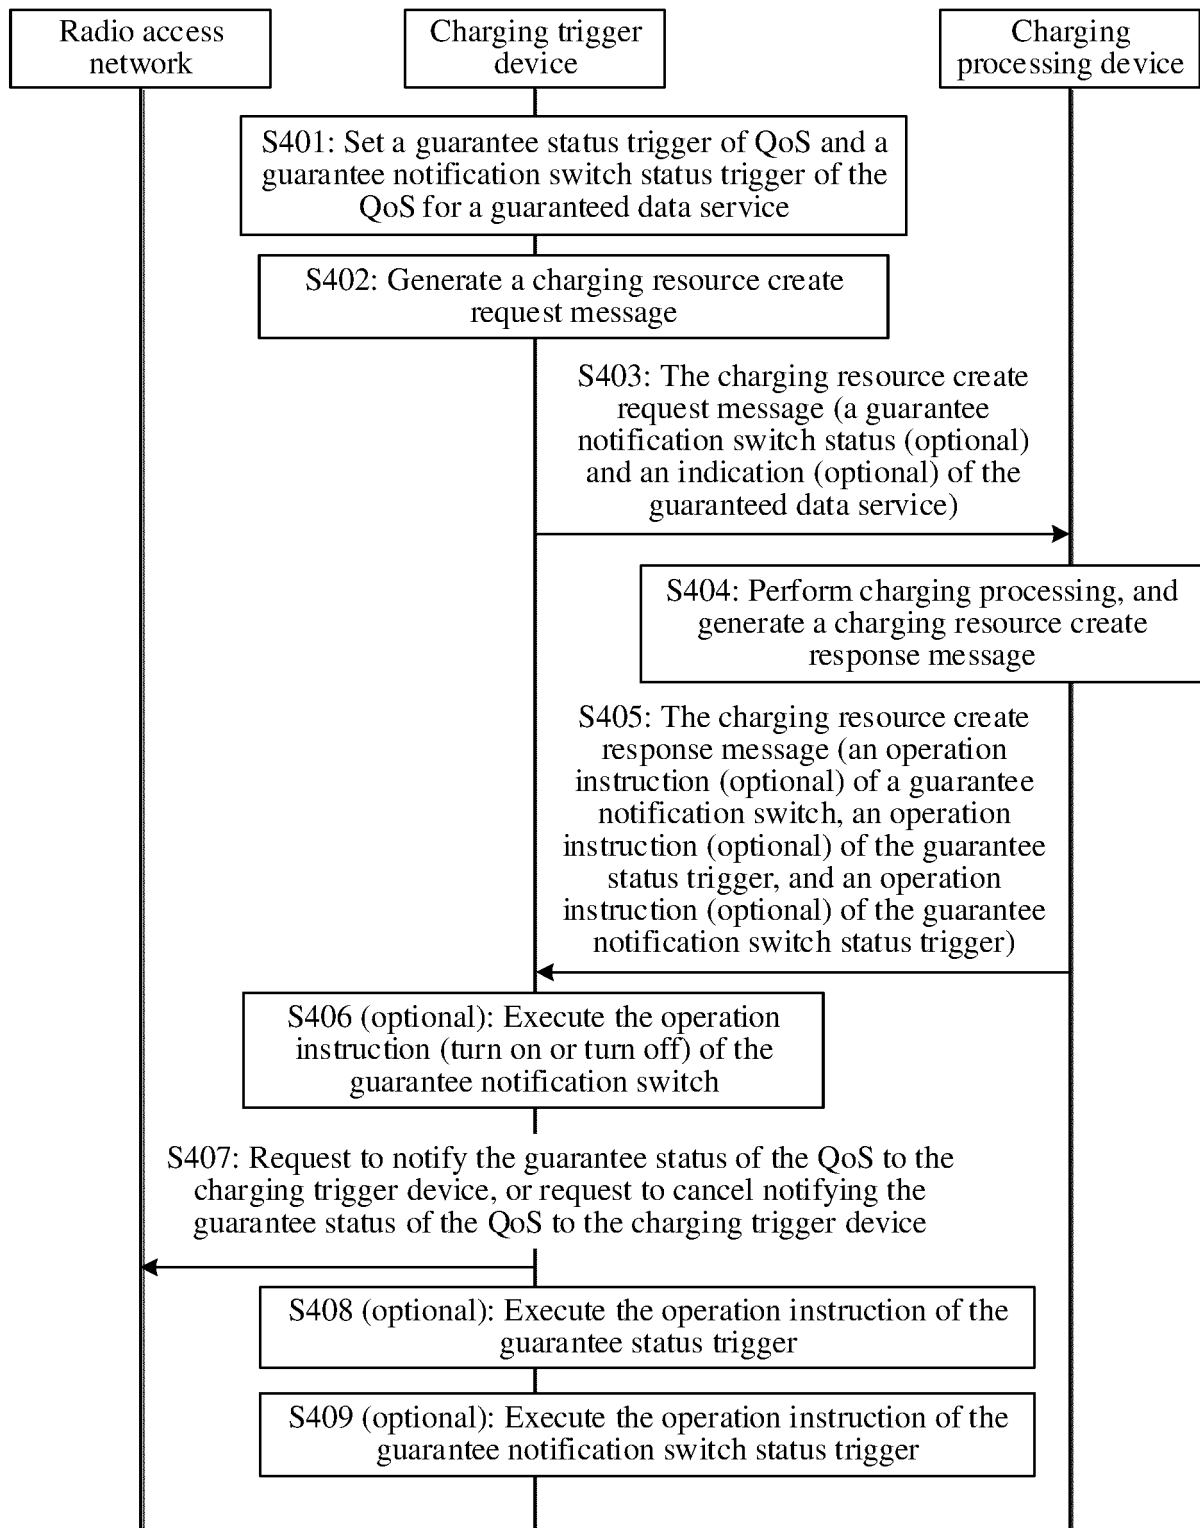 Radio access
network
Charging trigger
device
Charging
processing device
S401: Set a guarantee status trigger of QoS and a
guarantee notification switch status trigger of the
QoS for a guaranteed data service
S402: Generate a charging resource create
request message
S403: The charging resource create
request message (a guarantee
notification switch status (optional)
and an indication (optional) of the
guaranteed data service)
S404: Perform charging processing, and
generate a charging resource create
response message
S405: The charging resource create
response message (an operation
instruction (optional) of a guarantee
notification switch, an operation
instruction (optional) of the guarantee
status trigger, and an operation
instruction (optional) of the guarantee
notification switch status trigger)
S406 (optional): Execute the operation
instruction (turn on or turn off) of the
guarantee notification switch
S407: Request to notify the guarantee status of the QoS to the
charging trigger device, or request to cancel notifying the
guarantee status of the QoS to the charging trigger device
S408 (optional): Execute the operation instruction of the
guarantee status trigger
S409 (optional): Execute the operation instruction of the
guarantee notification switch status trigger